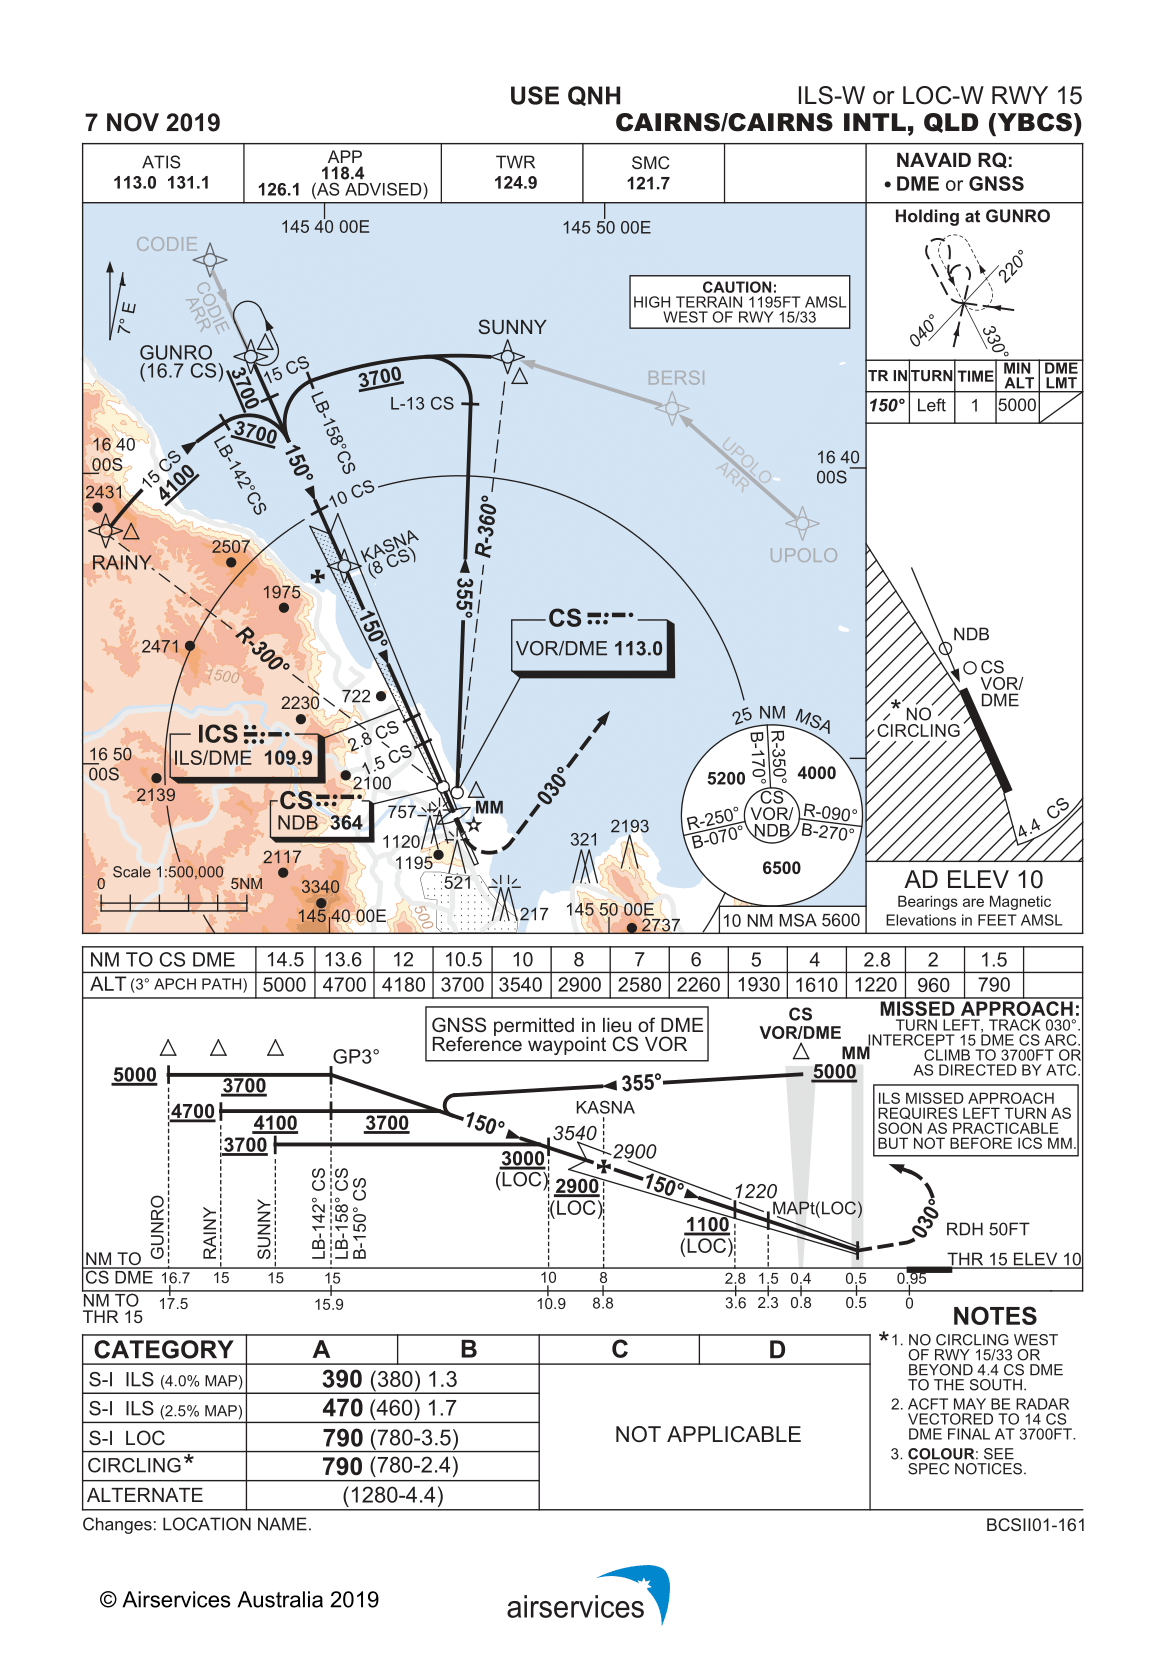 USE QNH
ILS-W or LOC-W RWY 15
7 NOV 2019
CAIRNS/CAIRNS INTL, QLD (YBCS)
ATIS
113.0 131.1
APP
118.4
126.1 (AS ADVISED)
TWR
124.9
SMC
121.7
NAVAID RQ:
• DME or GNSS
145 40 00E
145 50 00E
CODIE
CODIE
ARR
7° E
GUNRO
(16.7 CS)
3700
15 CS
3700
SUNNY
L-13 CS
LB-158°CS
3700
LB-142°CS
15 CS
4100
150°
10 CS
16 40
00S
2431
RAINY
CAUTION:
HIGH TERRAIN 1195FT AMSL
WEST OF RWY 15/33
BERSI
UPOLO
ARR
16 40
00S
UPOLO
R-360°
355°
KASNA
(8 CS)
150°
2507
1975
2471
R-300°
1500
2230
722
CS
VOR/DME 113.0
ICS
ILS/DME 109.9
2.8 CS
1.5 CS
16 50
00S
2139
2100
CS
NDB 364
757
MM
030°
1120
1195
2117
521
Scale 1:500,000
0
5NM
3340
145 40 00E
500
217
321
2193
145 50 00E
2737
25 NM MSA
B-170°
R-350°
5200
4000
CS
VOR/
NDB
R-250°
B-070°
R-090°
B-270°
6500
10 NM MSA 5600
Holding at GUNRO
220°
040°
330°
TR IN
TURN
TIME
MIN
ALT
DME
LMT
150°
Left
1
5000
NDB
CS
VOR/
DME
* NO
CIRCLING
4.4 CS
AD ELEV 10
Bearings are Magnetic
Elevations in FEET AMSL
NM TO CS DME 14.5 13.6 12 10.5 10 8 7 6 5 4 2.8 2 1.5
ALT (3° APCH PATH) 5000 4700 4180 3700 3540 2900 2580 2260 1930 1610 1220 960 790
GNSS permitted in lieu of DME
Reference waypoint CS VOR
CS
VOR/DME
MM
MISSED APPROACH:
TURN LEFT, TRACK 030°.
INTERCEPT 15 DME CS ARC.
CLIMB TO 3700FT OR
AS DIRECTED BY ATC.
ILS MISSED APPROACH
REQUIRES LEFT TURN AS
SOON AS PRACTICABLE
BUT NOT BEFORE ICS MM.
GP3°
5000
3700
355°
5000
4700
4100
3700
3700
150°
KASNA
3540
2900
3000
(LOC)
2900
(LOC)
150°
1220
MAPt(LOC)
1100
(LOC)
030°
RDH 50FT
THR 15 ELEV 10
GUNRO
RAINY
SUNNY
LB-142° CS
LB-158° CS
B-150° CS
NM TO
CS DME 16.7 15 15 15 10 8 2.8 1.5 0.4 0.5 0.95
NM TO
THR 15
17.5 15.9 10.9 8.8 3.6 2.3 0.8 0.5 0
CATEGORY A B C D
S-I ILS (4.0% MAP) 390 (380) 1.3
S-I ILS (2.5% MAP) 470 (460) 1.7
S-I LOC 790 (780-3.5)
CIRCLING* 790 (780-2.4)
ALTERNATE (1280-4.4)
NOT APPLICABLE
NOTES
*1. NO CIRCLING WEST
OF RWY 15/33 OR
BEYOND 4.4 CS DME
TO THE SOUTH.
2. ACFT MAY BE RADAR
VECTORED TO 14 CS
DME FINAL AT 3700FT.
3. COLOUR: SEE
SPEC NOTICES.
Changes: LOCATION NAME.
BCSII01-161
© Airservices Australia 2019
airservices